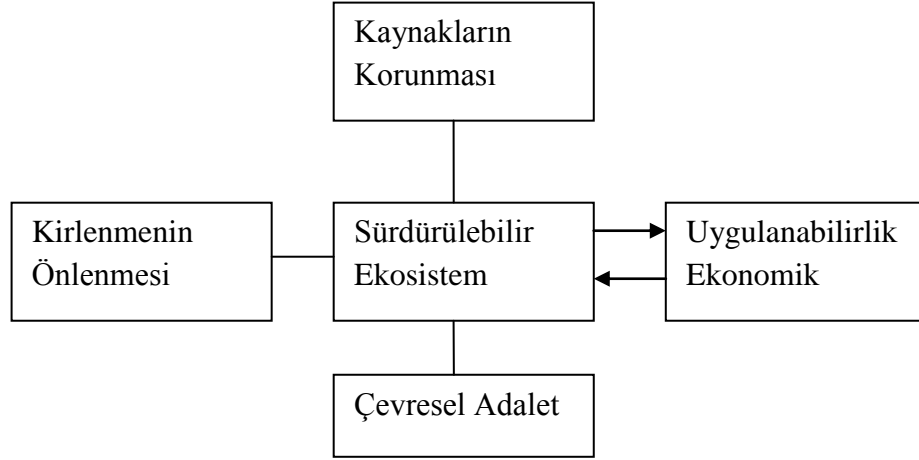 Kaynakların
Korunması
Kirlenmenin
Önlenmesi
Sürdürülebilir
Ekosistem
Uygulanabilirlik
Ekonomik
Çevresel Adalet